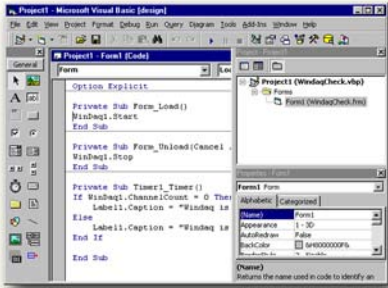 Project1 - Microsoft Visual Basic [design]
File Edit View Project Format Debug Run Query Diagram Tools Add-Ins Window Help
General
Project1 - Form1 (Code)
Form
Option Explicit
Private Sub Form_Load()
WinDaq1.Start
End Sub
Private Sub Form_Unload(Cancel
WinDaq1.Stop
End Sub
Private Sub Timer1_Timer()
If WinDaq1.ChannelCount = 0 Then
Label1.Caption = "Windaq is
Else
Label1.Caption = "Windaq is
End If
End Sub
Project - Project1
Project1 (WindaqCheck.vbp)
Forms
Form1 (WindaqCheck.frm)
Properties - Form1
Form1 Form
Alphabetic Categorized
(Name) Form1
Appearance 1 - 3D
AutoRedraw False
BackColor &H8000000F&
(Name)
Returns the name used in code to identify an